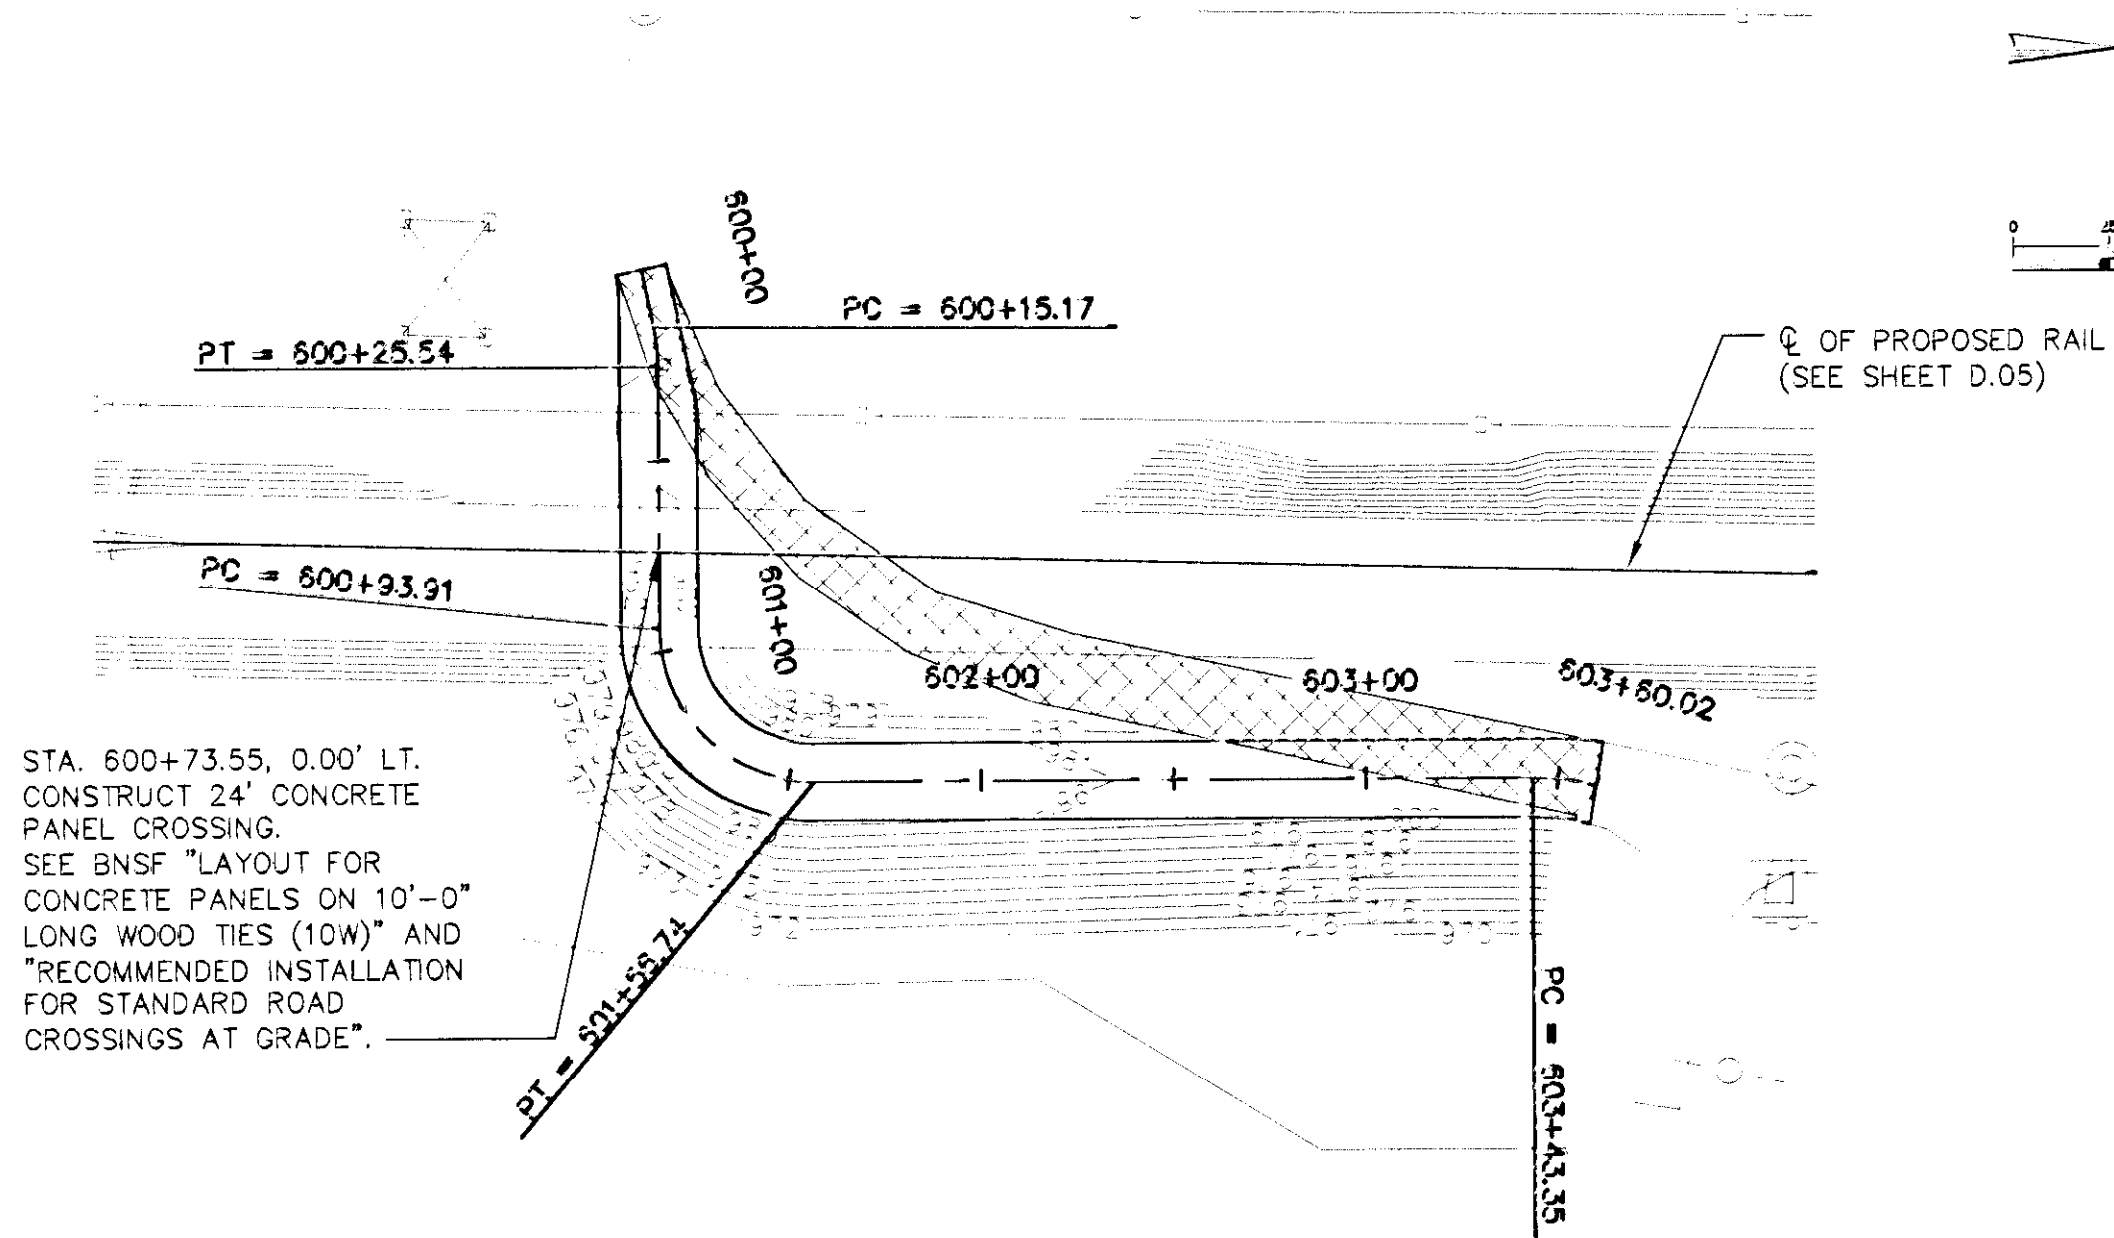 600+00
PC = 600+15.17
PT = 600+25.54
℄ OF PROPOSED RAIL
(SEE SHEET D.05)
0
PC = 600+93.91
601+00
602+00
603+00
603+60.02
STA. 600+73.55, 0.00' LT.
CONSTRUCT 24' CONCRETE
PANEL CROSSING.
SEE BNSF "LAYOUT FOR
CONCRETE PANELS ON 10'-0"
LONG WOOD TIES (10W)" AND
"RECOMMENDED INSTALLATION
FOR STANDARD ROAD
CROSSINGS AT GRADE".
972
PT = 601+56.74
PC = 603+43.35